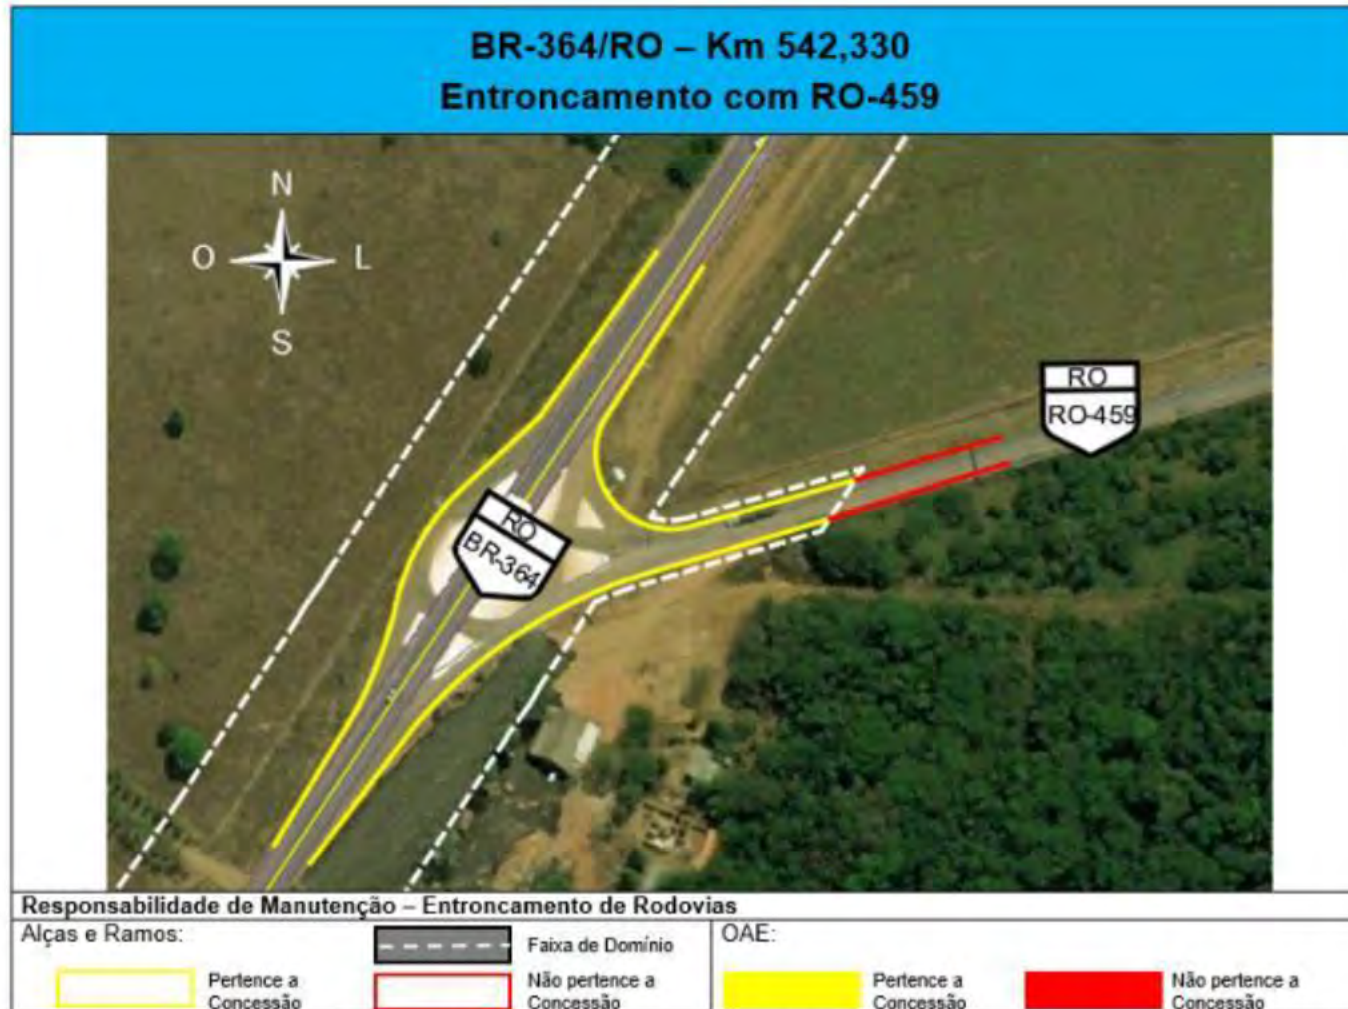 BR-364/RO – Km 542,330
Entroncamento com RO-459
N
O
L
S
RO
RO-459
RO
BR-364
Responsabilidade de Manutenção – Entroncamento de Rodovias
Alças e Ramos:
Faixa de Domínio
OAE:
Pertence a
Concessão
Não pertence a
Concessão
Pertence a
Concessão
Não pertence a
Concessão